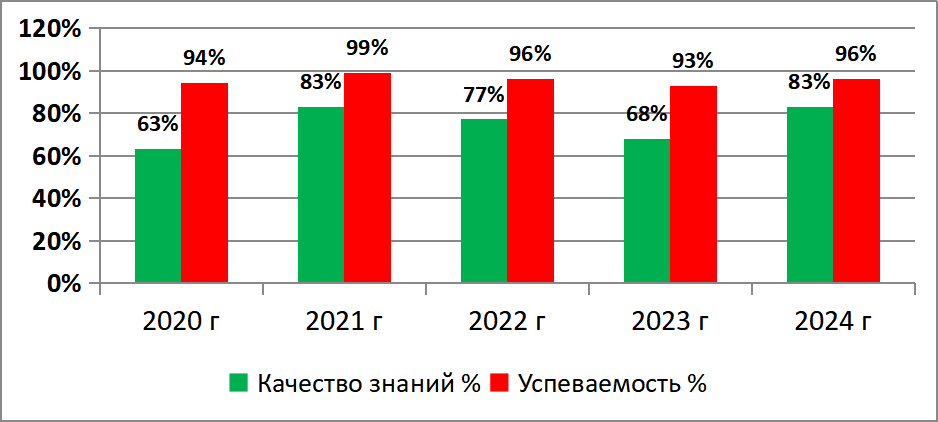 120%
100%
80%
60%
40%
20%
0%
63%
94%
83%
99%
77%
96%
68%
93%
83%
96%
2020 г
2021 г
2022 г
2023 г
2024 г
Качество знаний %
Успеваемость %